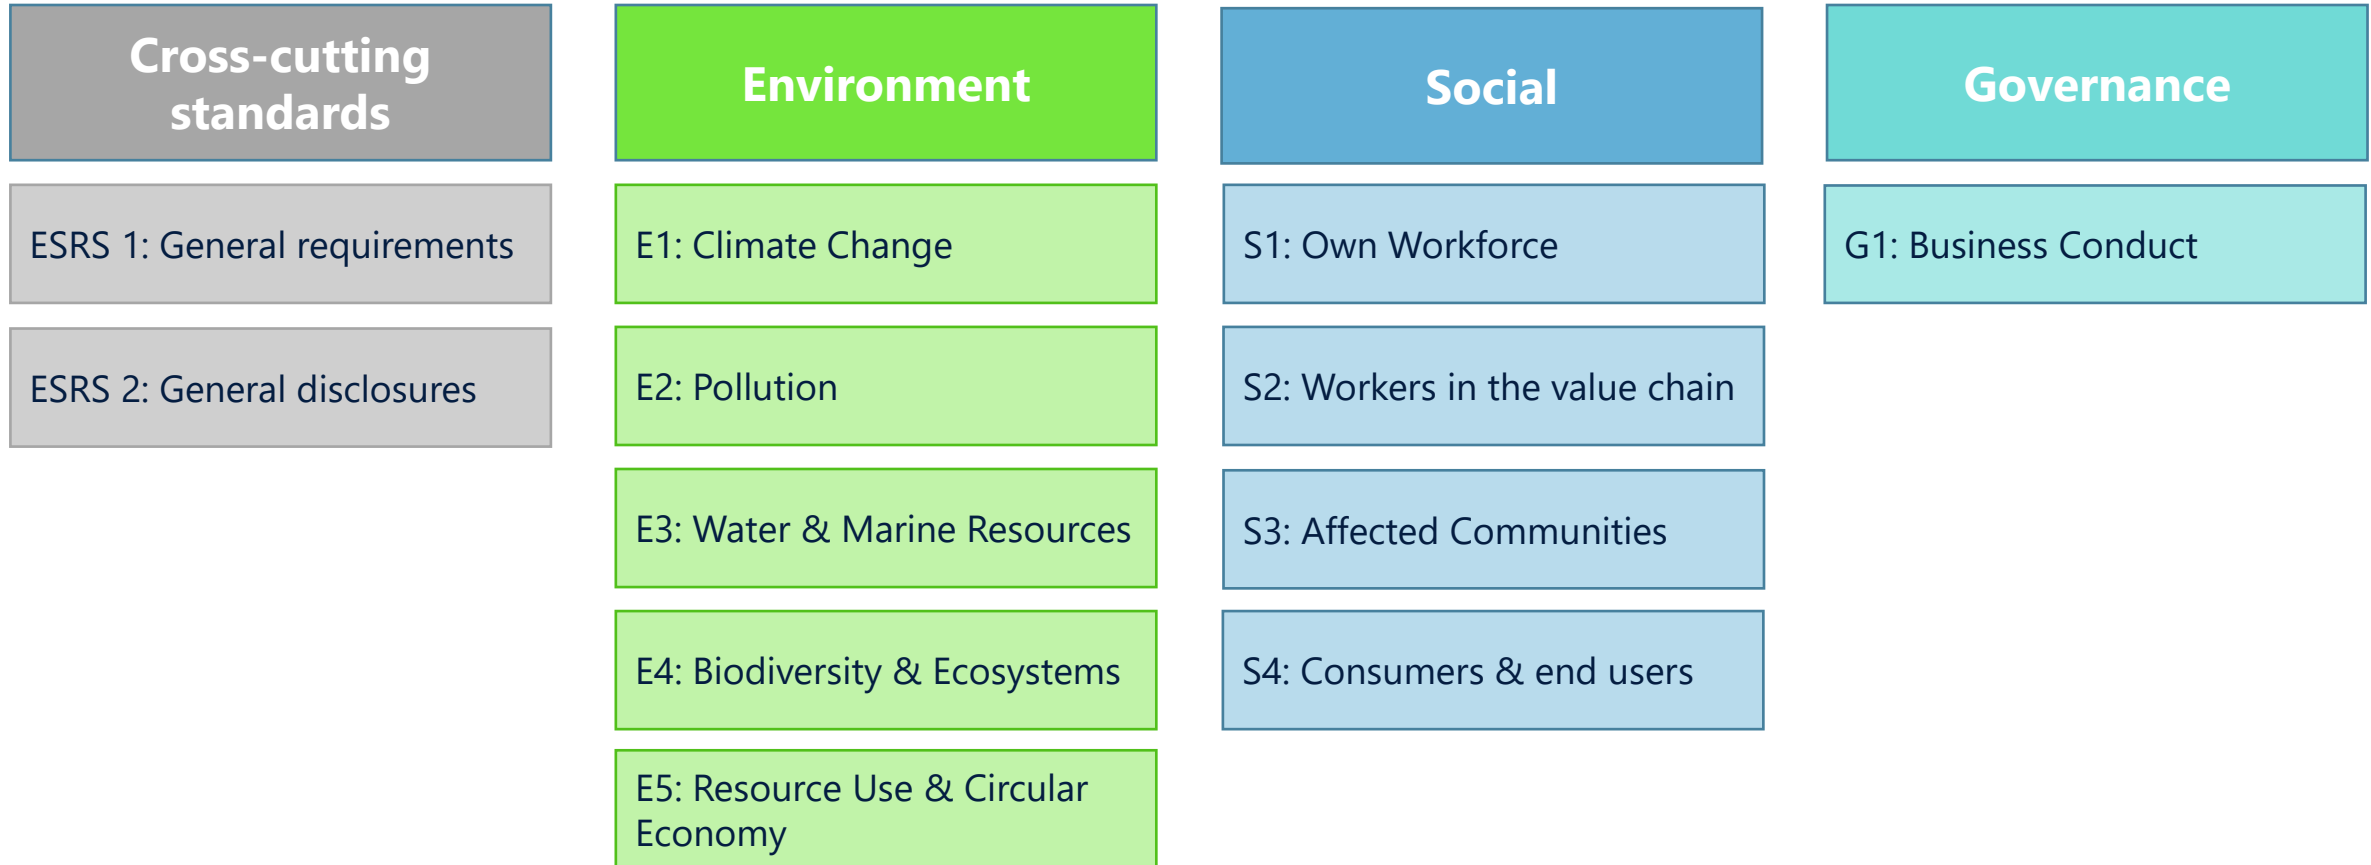 Cross-cutting
standards
ESRS 1: General requirements
ESRS 2: General disclosures
Environment
E1: Climate Change
E2: Pollution
E3: Water & Marine Resources
E4: Biodiversity & Ecosystems
E5: Resource Use & Circular
Economy
Social
S1: Own Workforce
S2: Workers in the value chain
S3: Affected Communities
S4: Consumers & end users
Governance
G1: Business Conduct